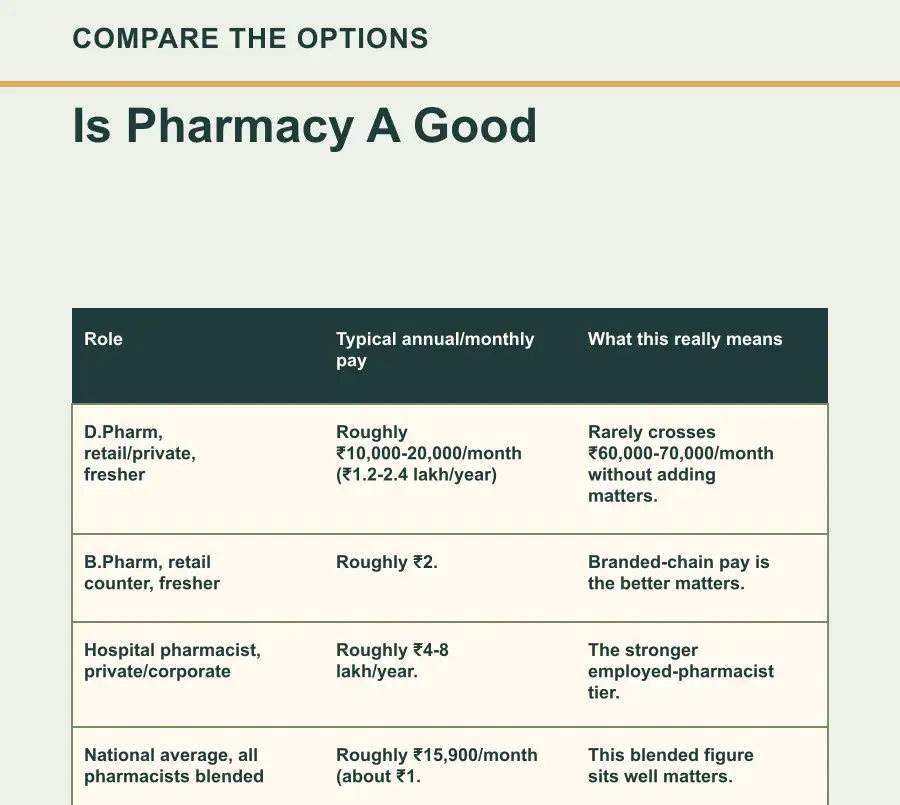 COMPARE THE OPTIONS
Is Pharmacy A Good
Role
Typical annual/monthly
pay
What this really means
D.Pharm,
retail/private,
fresher
Roughly
₹10,000-20,000/month
(₹1.2-2.4 lakh/year)
Rarely crosses
₹60,000-70,000/month
without adding
matters.
B.Pharm, retail
counter, fresher
Roughly ₹2.
Branded-chain pay is
the better matters.
Hospital pharmacist,
private/corporate
Roughly ₹4-8
lakh/year.
The stronger
employed-pharmacist
tier.
National average, all
pharmacists blended
Roughly ₹15,900/month
(about ₹1.
This blended figure
sits well matters.